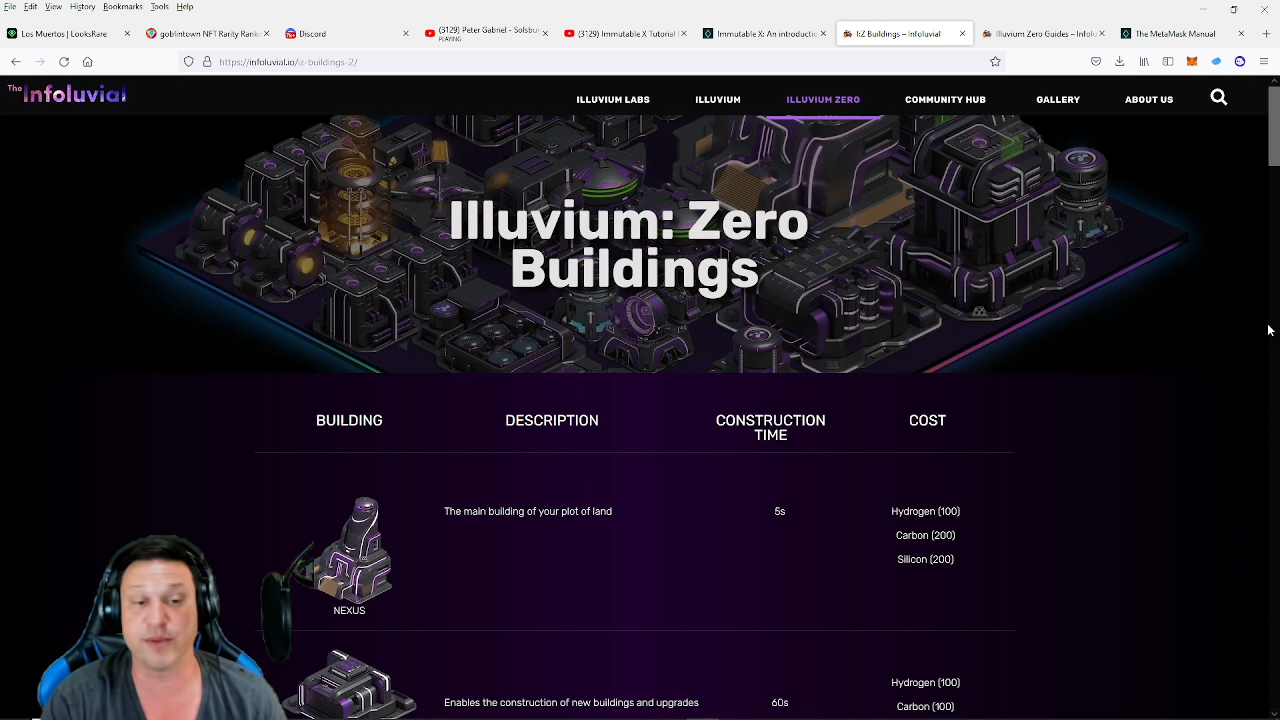 File Edit View History Bookmarks Tools Help
Los Muertos | LooksRare
goblintown NFT Rarity Ranki
Discord
(3129) Peter Gabriel - Solsbur
PLAYING
(3129) Immutable X Tutorial f
Immutable X: An introductio
I:Z Buildings – Infoluvial
Illuvium Zero Guides – Infolu
The MetaMask Manual
https://infoluvial.io/iz-buildings-2/
The Infoluvial
ILLUVIUM LABS
ILLUVIUM
ILLUVIUM ZERO
COMMUNITY HUB
GALLERY
ABOUT US
Illuvium: Zero
Buildings
BUILDING
DESCRIPTION
CONSTRUCTION
TIME
COST
The main building of your plot of land
5s
Hydrogen (100)
Carbon (200)
Silicon (200)
NEXUS
Enables the construction of new buildings and upgrades
60s
Hydrogen (100)
Carbon (100)